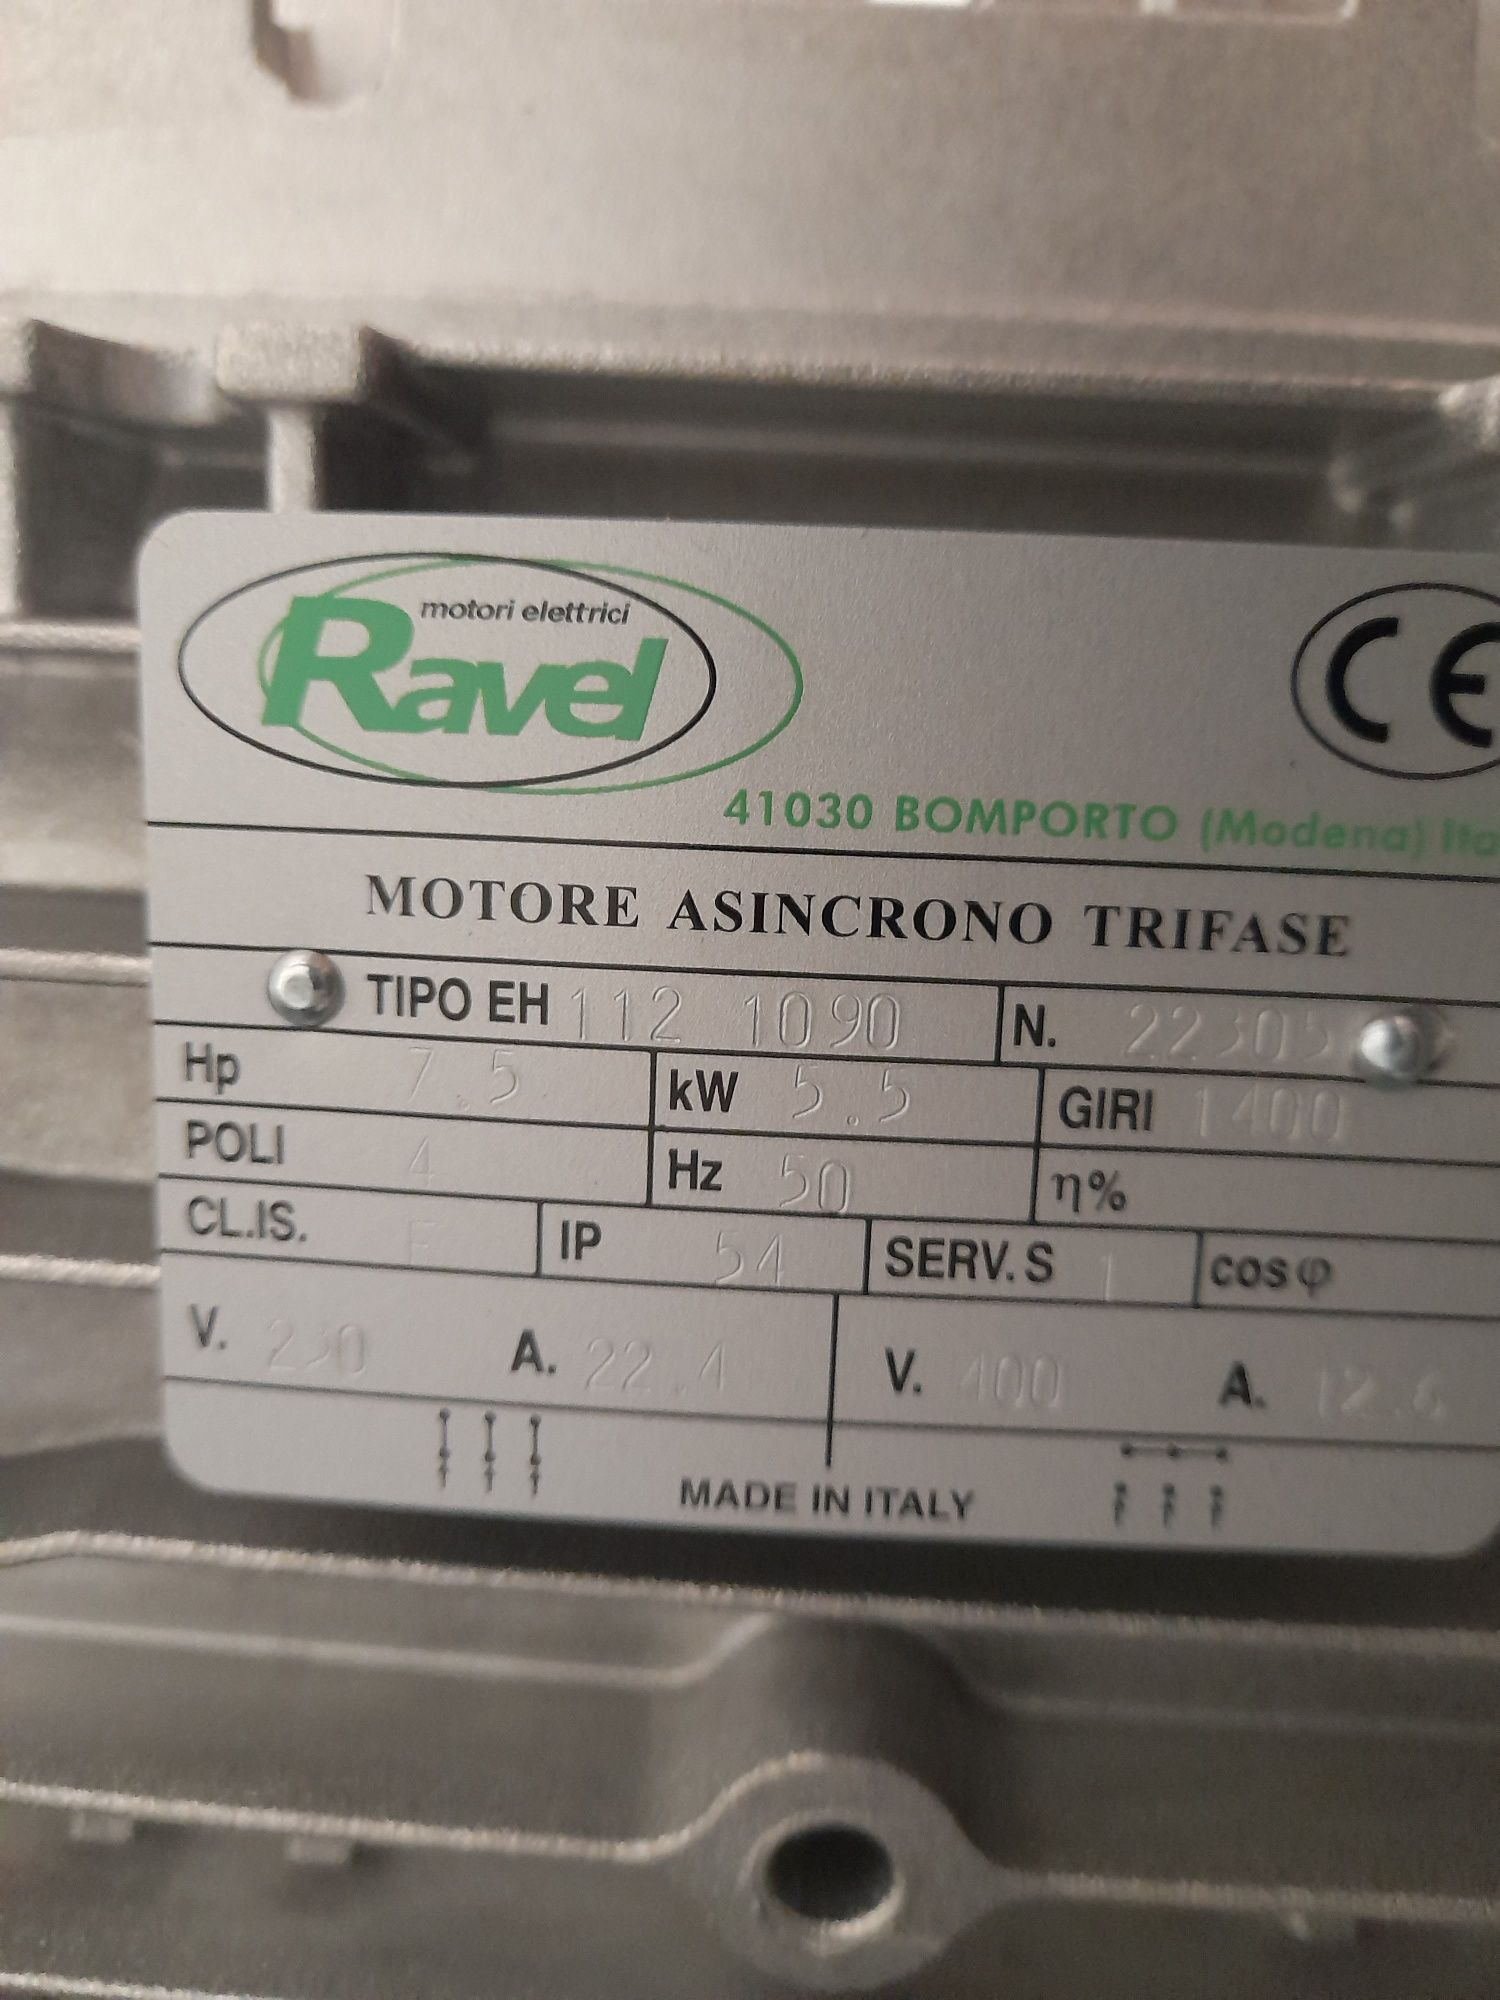 motori elettrici
Ravel
CE
41030 BOMPORTO (Modena) Ita
MOTORE ASINCRONO TRIFASE
TIPO EH 112 1090 N. 22305
Hp 7.5 kW 5.5 GIRI 1400
POLI 4 Hz 50 η%
CL.IS. F IP 54 SERV. S 1 cosφ
V. 230 A. 22.4 V. 400 A.
MADE IN ITALY